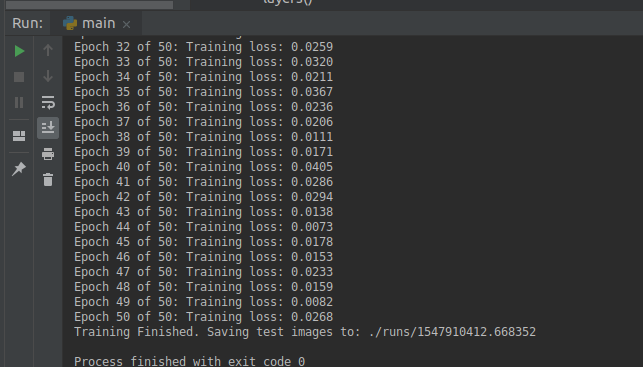 layers()
Run: main ×
Epoch 32 of 50: Training loss: 0.0259
Epoch 33 of 50: Training loss: 0.0320
Epoch 34 of 50: Training loss: 0.0211
Epoch 35 of 50: Training loss: 0.0367
Epoch 36 of 50: Training loss: 0.0236
Epoch 37 of 50: Training loss: 0.0206
Epoch 38 of 50: Training loss: 0.0111
Epoch 39 of 50: Training loss: 0.0171
Epoch 40 of 50: Training loss: 0.0405
Epoch 41 of 50: Training loss: 0.0286
Epoch 42 of 50: Training loss: 0.0294
Epoch 43 of 50: Training loss: 0.0138
Epoch 44 of 50: Training loss: 0.0073
Epoch 45 of 50: Training loss: 0.0178
Epoch 46 of 50: Training loss: 0.0153
Epoch 47 of 50: Training loss: 0.0233
Epoch 48 of 50: Training loss: 0.0159
Epoch 49 of 50: Training loss: 0.0082
Epoch 50 of 50: Training loss: 0.0268
Training Finished. Saving test images to: ./runs/1547910412.668352
Process finished with exit code 0